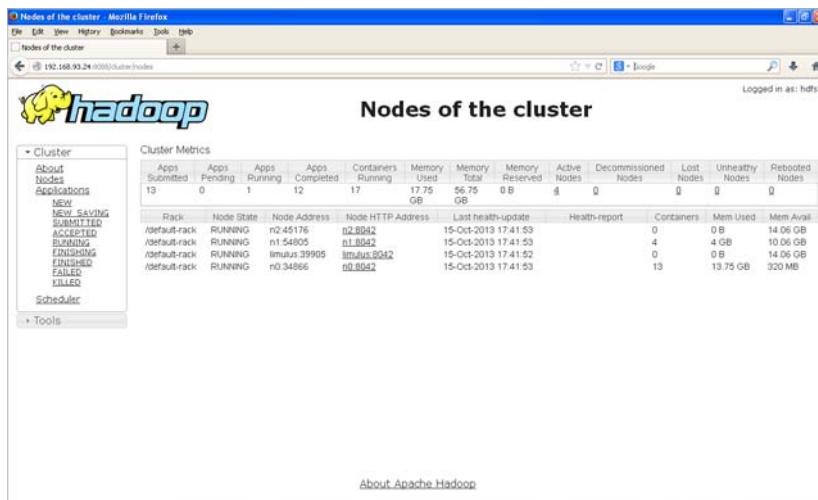 Nodes of the cluster - Mozilla Firefox
File Edit View History Bookmarks Tools Help
Nodes of the cluster
192.168.93.24:8088/cluster/nodes
Google
Logged in as: hdfs
hadoop
Nodes of the cluster
Cluster
About
Nodes
Applications
NEW
NEW_SAVING
SUBMITTED
ACCEPTED
RUNNING
FINISHING
FINISHED
FAILED
KILLED
Scheduler
Tools
Cluster Metrics
Apps Submitted Apps Pending Apps Running Apps Completed Containers Running Memory Used Memory Total Memory Reserved Active Nodes Decommissioned Nodes Lost Nodes Unhealthy Nodes Rebooted Nodes
13 0 1 12 17 17.75 GB 56.75 GB 0 B 4 0 0 0 0
Rack Node State Node Address Node HTTP Address Last health-update Health-report Containers Mem Used Mem Avail
/default-rack RUNNING n2:45176 n2:8042 15-Oct-2013 17:41:53 0 0 B 14.06 GB
/default-rack RUNNING n1:54805 n1:8042 15-Oct-2013 17:41:53 4 4 GB 10.06 GB
/default-rack RUNNING limulus:39905 limulus:8042 15-Oct-2013 17:41:52 0 0 B 14.06 GB
/default-rack RUNNING n0:34866 n0:8042 15-Oct-2013 17:41:53 13 13.75 GB 320 MB
About Apache Hadoop